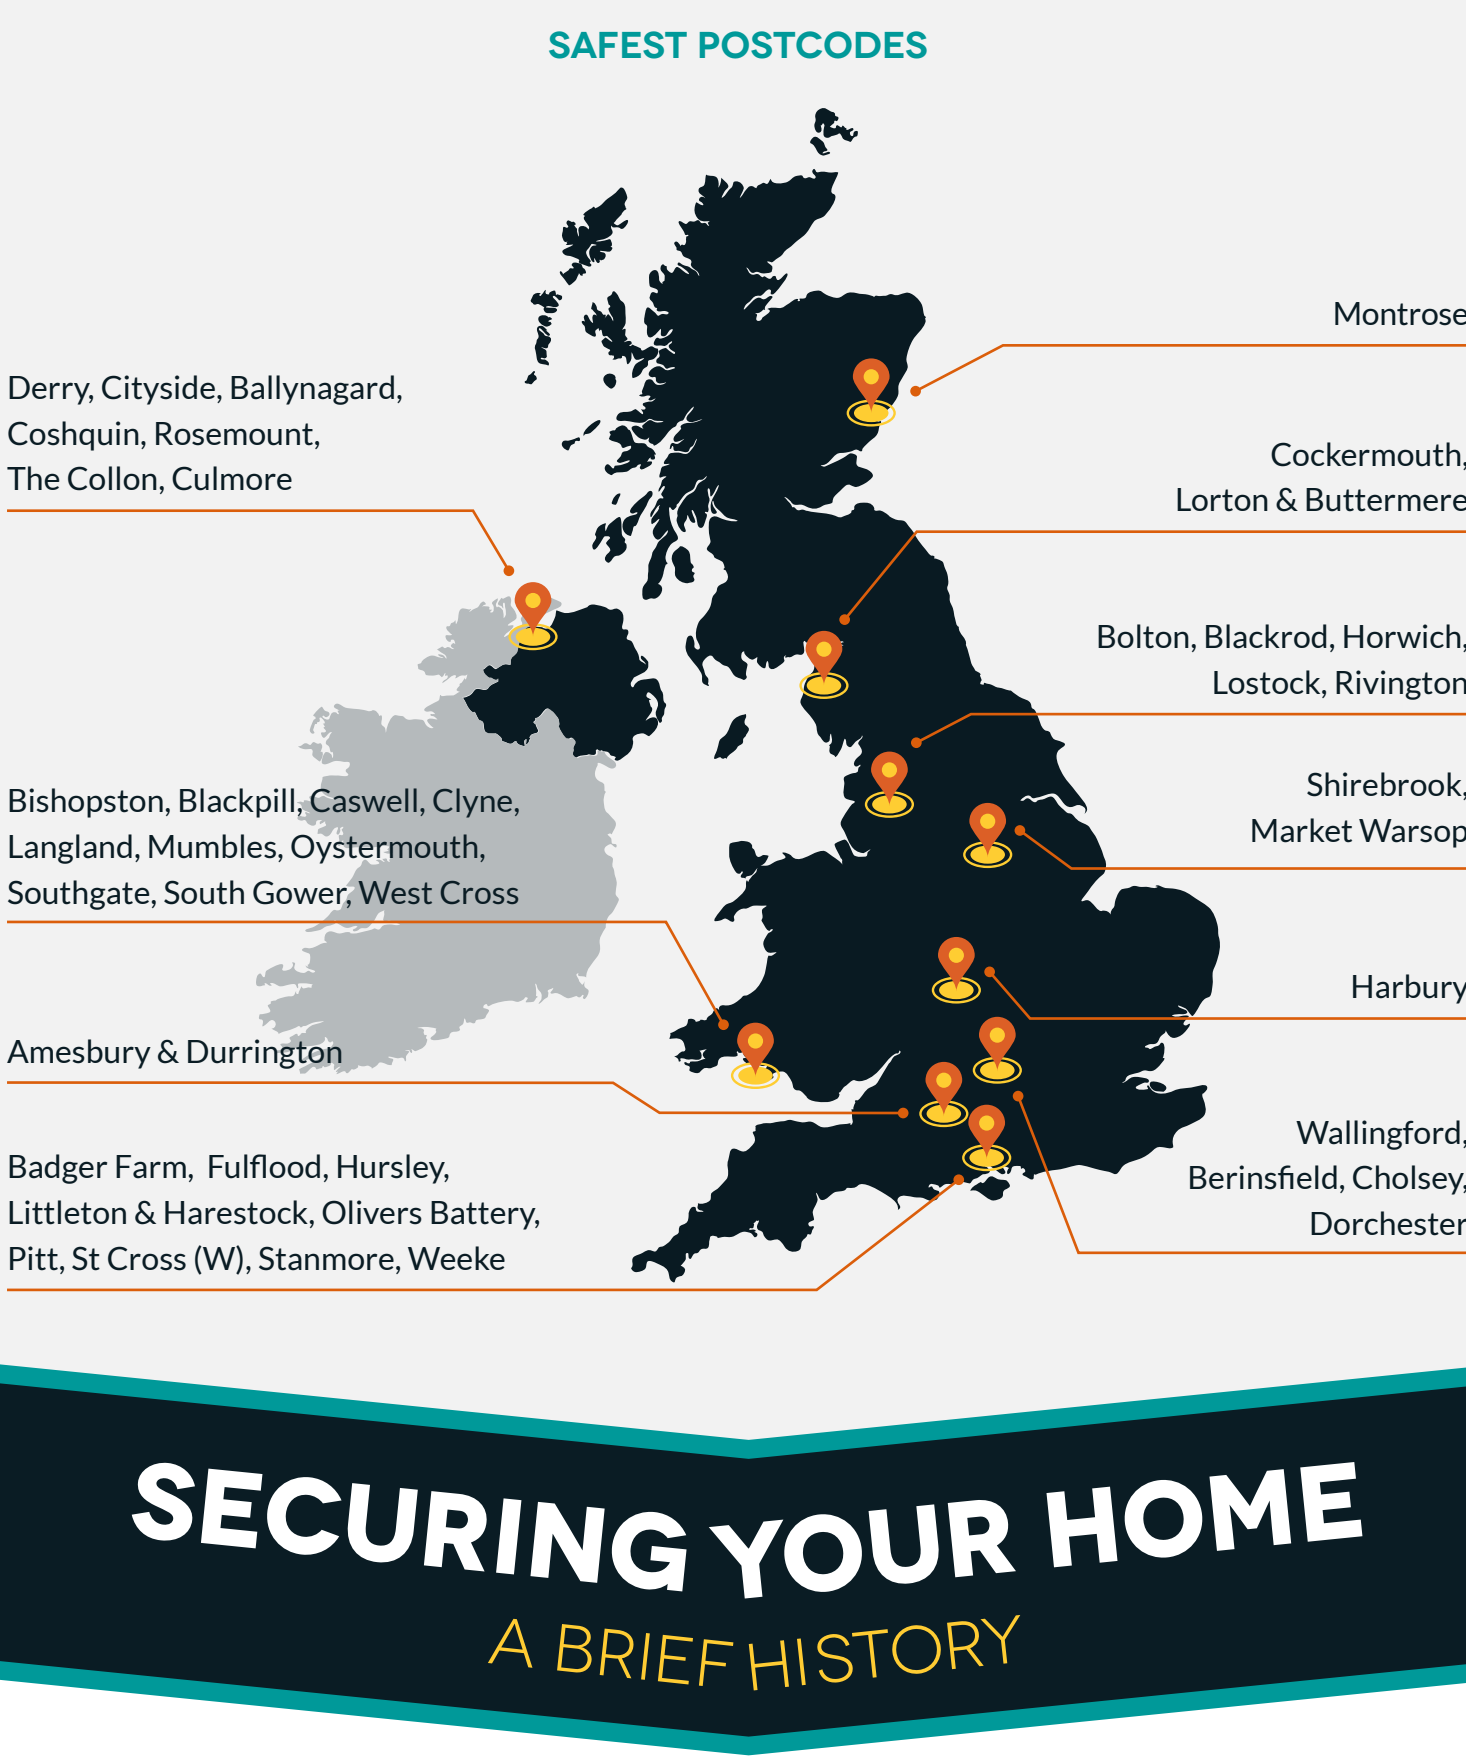 SAFEST POSTCODES
Montrose
Derry, Cityside, Ballynagard,
Coshquin, Rosemount,
The Collon, Culmore
Cockermouth,
Lorton & Buttermere
Bolton, Blackrod, Horwich,
Lostock, Rivington
Shirebrook,
Market Warsop
Bishopston, Blackpill, Caswell, Clyne,
Langland, Mumbles, Oystermouth,
Southgate, South Gower, West Cross
Harbury
Amesbury & Durrington
Wallingford,
Berinsfield, Cholsey,
Dorchester
Badger Farm, Fulflood, Hursley,
Littleton & Harestock, Olivers Battery,
Pitt, St Cross (W), Stanmore, Weeke
SECURING YOUR HOME
A BRIEF HISTORY